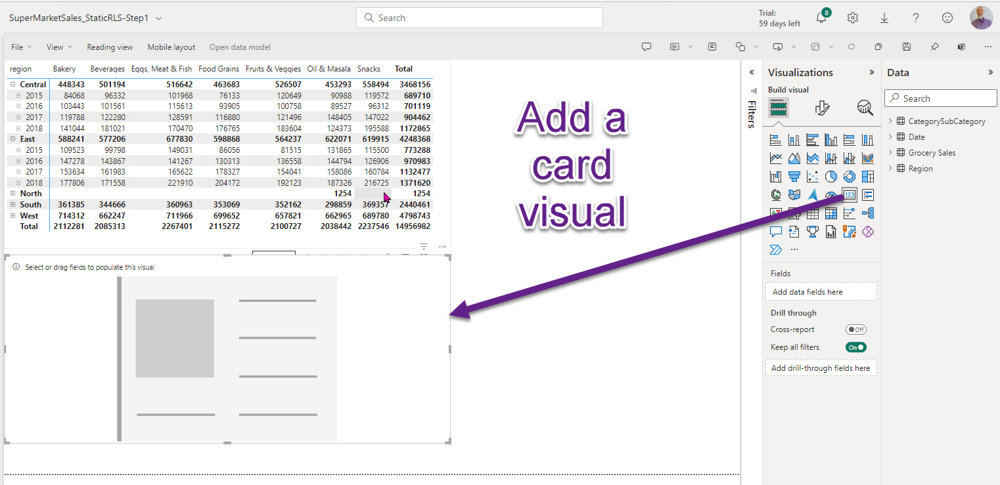 SuperMarketSales_StaticRLS-Step1
Search
Trial:
59 days left
8
File View Reading view Mobile layout Open data model
region Bakery Beverages Eggs, Meat & Fish Food Grains Fruits & Veggies Oil & Masala Snacks Total
Central 448343 501194 516642 463683 526507 453293 558494 3468156
2015 84068 96332 101968 76133 120649 90988 119572 689710
2016 103443 101561 115613 93905 100758 89527 96312 701119
2017 119788 122280 128591 116880 121496 148405 147022 904462
2018 141044 181021 170470 176765 183604 124373 195588 1172865
East 588241 577206 677830 598868 564237 622071 619915 4248368
2015 109523 99798 149031 86056 81515 131865 115500 773288
2016 147278 143867 141267 130313 136558 144794 126906 970983
2017 153634 161983 165622 178327 154041 158086 180784 1132477
2018 177806 171558 221910 204172 192123 187326 216725 1371620
North 1254 1254
South 361385 344666 360963 353069 352162 298859 369357 2440461
West 714312 662247 711966 699652 657821 662965 689780 4798743
Total 2112281 2085313 2267401 2115272 2100727 2038442 2237546 14956982
Select or drag fields to populate this visual
Add a
card
visual
Filters
Visualizations
Build visual
123
Fields
Add data fields here
Drill through
Cross-report Off
Keep all filters On
Add drill-through fields here
Data
Search
CategorySubCategory
Date
Grocery Sales
Region